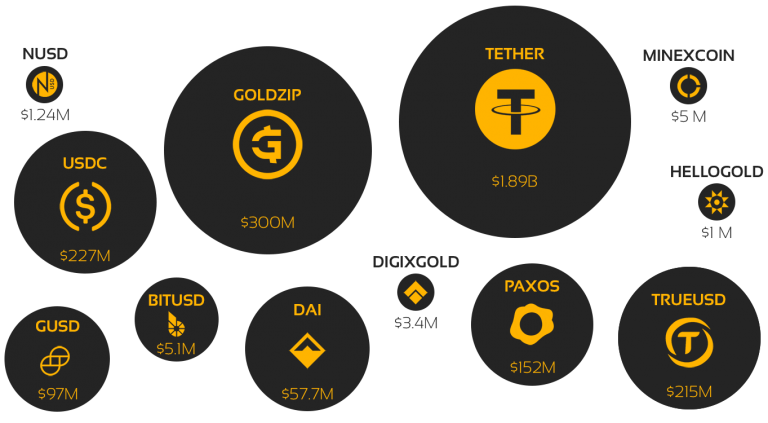 NUSD
N USD
$1.24M
USDC
$
$227M
GOLDZIP
G
$300M
TETHER
T
$1.89B
MINEXCOIN
$5 M
HELLOGOLD
$1 M
GUSD
$97M
BITUSD
$5.1M
DAI
$57.7M
DIGIXGOLD
$3.4M
PAXOS
$152M
TRUEUSD
T
$215M